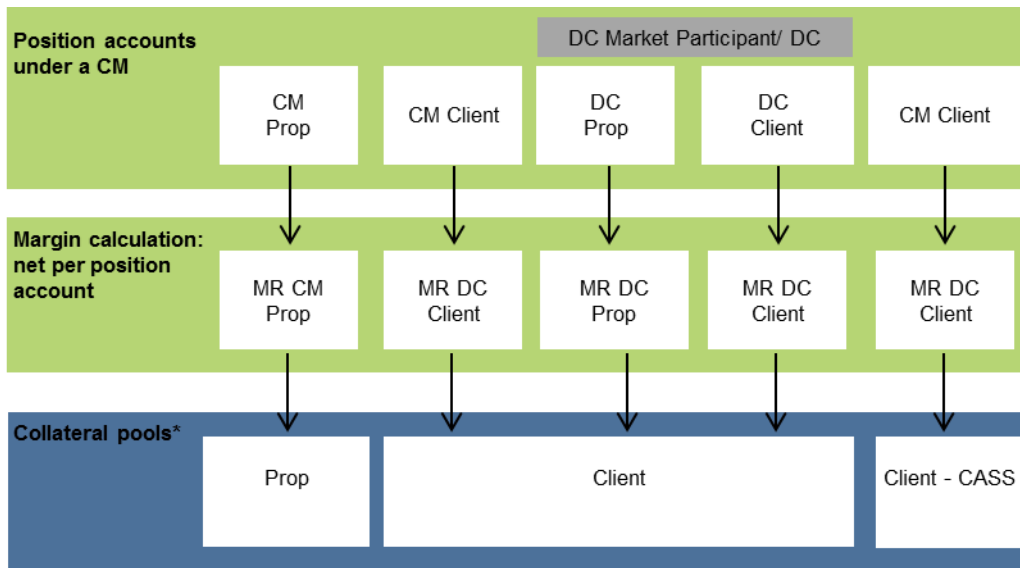 Position accounts
under a CM
DC Market Participant/ DC
CM
Prop
CM Client
DC
Prop
DC
Client
CM Client
Margin calculation:
net per position
account
MR CM
Prop
MR DC
Client
MR DC
Prop
MR DC
Client
MR DC
Client
Collateral pools*
Prop
Client
Client - CASS